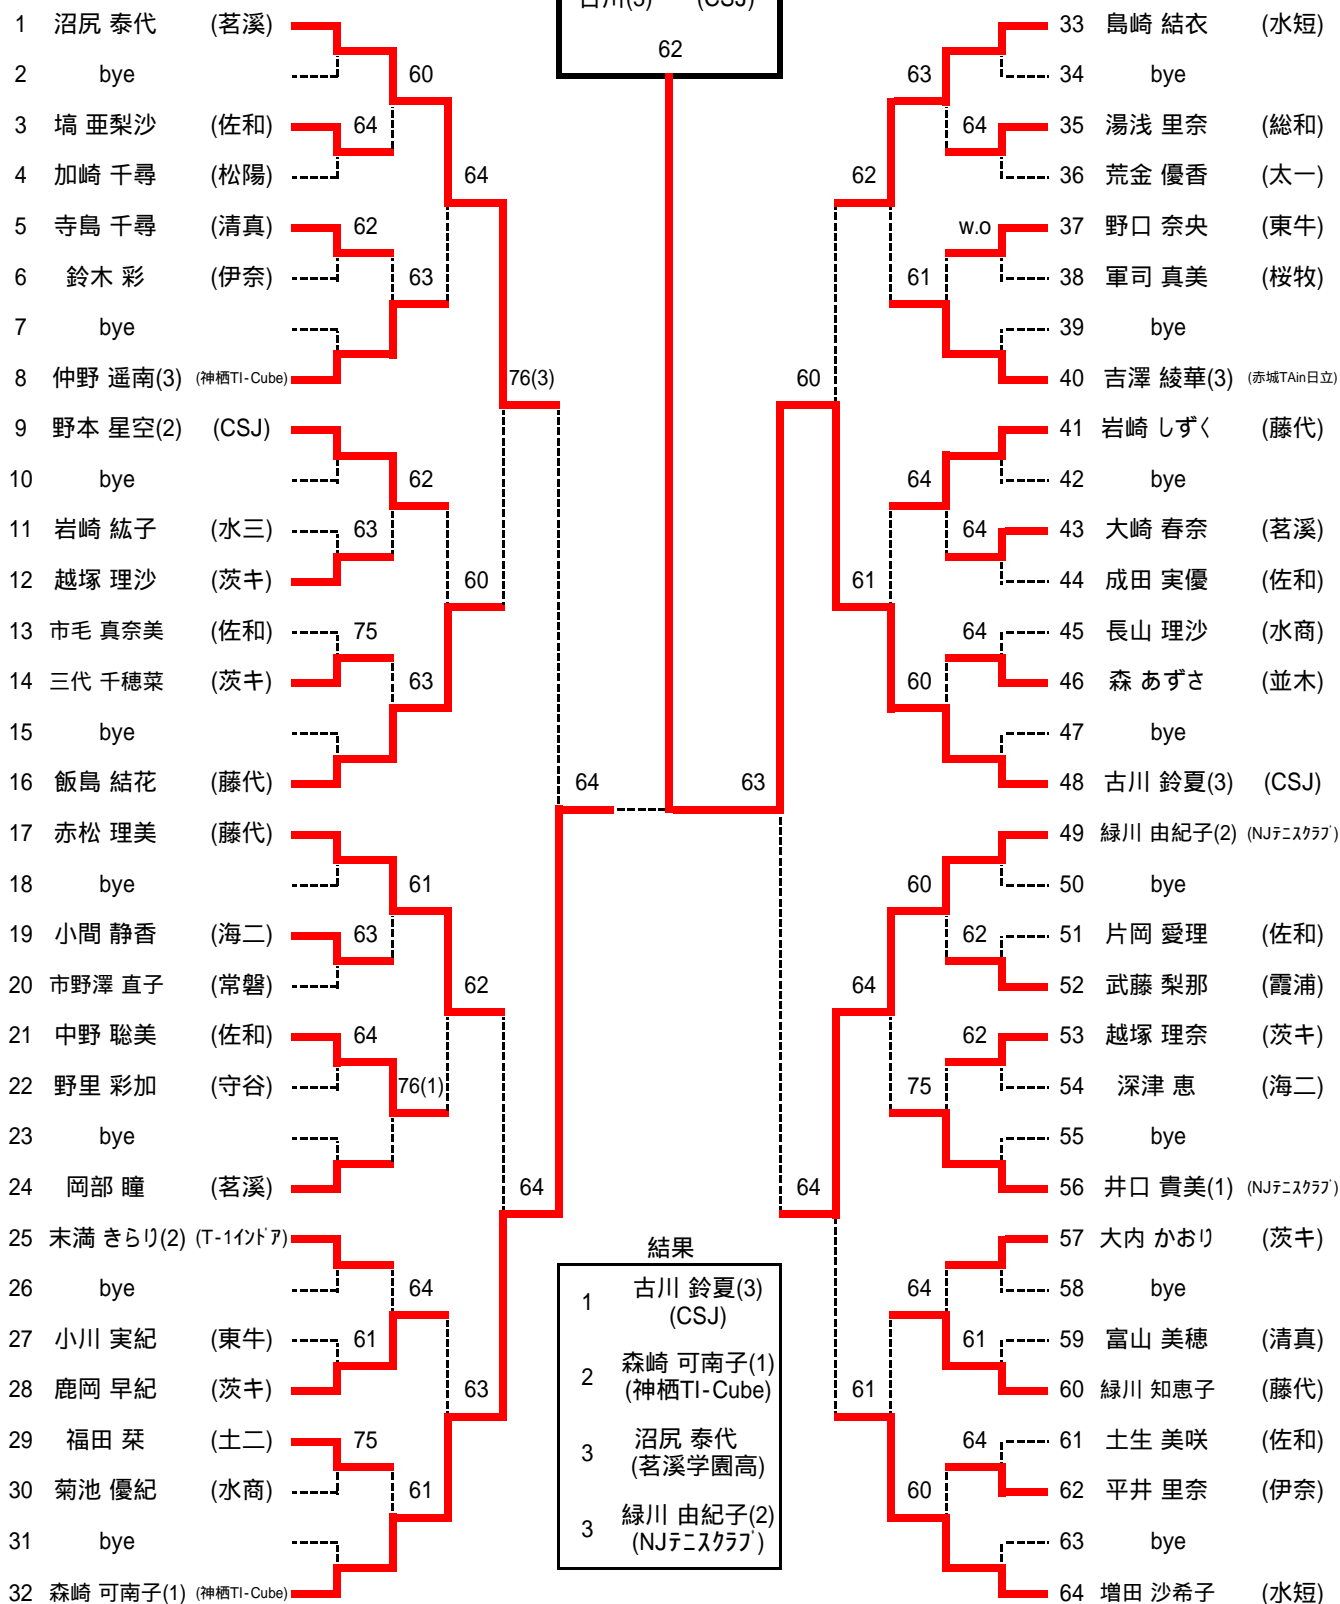 古川(3) (CSJ)
62
1 沼尻 泰代 (茗溪)
2 bye
60
3 塙 亜梨沙 (佐和)
64
4 加崎 千尋 (松陽)
64
5 寺島 千尋 (清真)
62
6 鈴木 彩 (伊奈)
63
7 bye
8 仲野 遥南(3) (神栖TI-Cube)
76(3)
9 野本 星空(2) (CSJ)
10 bye
62
11 岩崎 紘子 (水三)
63
12 越塚 理沙 (茨キ)
60
13 市毛 真奈美 (佐和)
75
14 三代 千穂菜 (茨キ)
63
15 bye
16 飯島 結花 (藤代)
64
17 赤松 理美 (藤代)
18 bye
61
19 小間 静香 (海二)
63
20 市野澤 直子 (常磐)
62
21 中野 聡美 (佐和)
64
22 野里 彩加 (守谷)
76(1)
23 bye
24 岡部 瞳 (茗溪)
64
25 末満 きらり(2) (T-1インドア)
26 bye
64
27 小川 実紀 (東牛)
61
28 鹿岡 早紀 (茨キ)
63
29 福田 栞 (土二)
75
30 菊池 優紀 (水商)
61
31 bye
32 森崎 可南子(1) (神栖TI-Cube)
33 島崎 結衣 (水短)
63
34 bye
64
35 湯浅 里奈 (総和)
62
36 荒金 優香 (太一)
w.o
37 野口 奈央 (東牛)
61
38 軍司 真美 (桜牧)
39 bye
60
40 吉澤 綾華(3) (赤城TAin日立)
41 岩崎 しずく (藤代)
64
42 bye
64
43 大崎 春奈 (茗溪)
61
44 成田 実優 (佐和)
64
45 長山 理沙 (水商)
60
46 森 あずさ (並木)
47 bye
63
48 古川 鈴夏(3) (CSJ)
49 緑川 由紀子(2) (NJテニスクラブ)
60
50 bye
62
51 片岡 愛理 (佐和)
64
52 武藤 梨那 (霞浦)
62
53 越塚 理奈 (茨キ)
75
54 深津 恵 (海二)
55 bye
64
56 井口 貴美(1) (NJテニスクラブ)
57 大内 かおり (茨キ)
64
58 bye
61
59 富山 美穂 (清真)
61
60 緑川 知恵子 (藤代)
64
61 土生 美咲 (佐和)
60
62 平井 里奈 (伊奈)
63 bye
64 増田 沙希子 (水短)
結果
1 古川 鈴夏(3)
(CSJ)
2 森崎 可南子(1)
(神栖TI-Cube)
3 沼尻 泰代
(茗溪学園高)
3 緑川 由紀子(2)
(NJテニスクラブ)